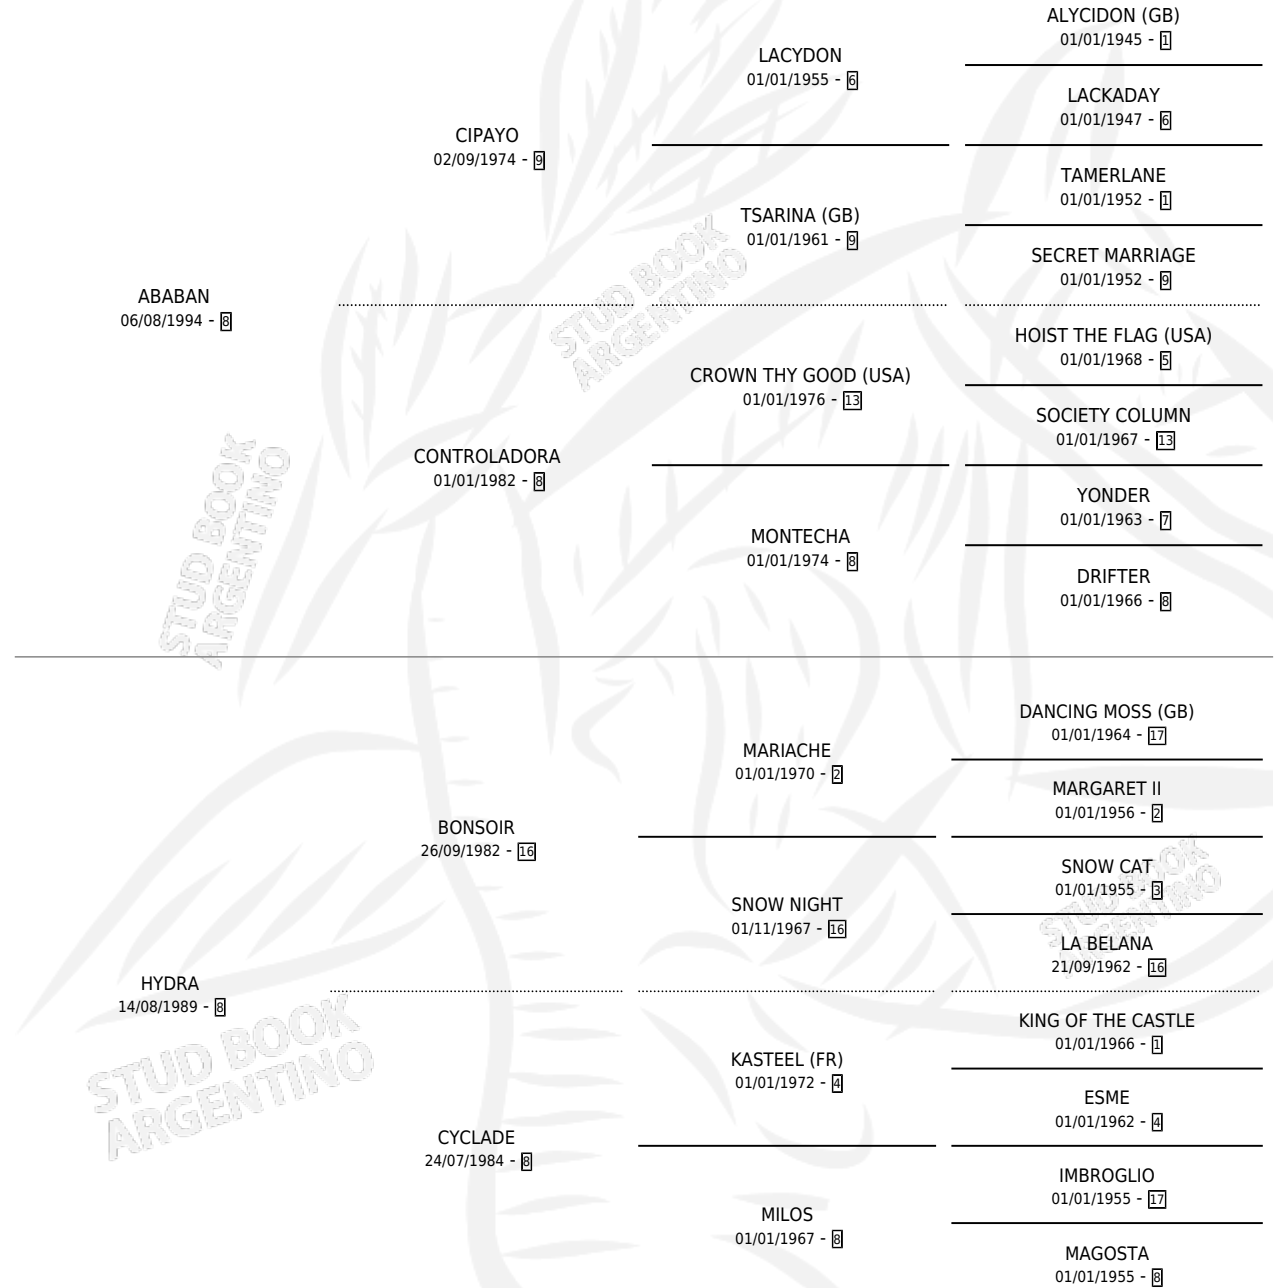 ALYCIDON (GB)
01/01/1945 - 1
LACYDON
01/01/1955 - 6
LACKADAY
01/01/1947 - 6
CIPAYO
02/09/1974 - 9
TAMERLANE
01/01/1952 - 1
TSARINA (GB)
01/01/1961 - 9
SECRET MARRIAGE
01/01/1952 - 9
ABABAN
06/08/1994 - 8
HOIST THE FLAG (USA)
01/01/1968 - 5
CROWN THY GOOD (USA)
01/01/1976 - 13
SOCIETY COLUMN
01/01/1967 - 13
CONTROLADORA
01/01/1982 - 8
YONDER
01/01/1963 - 7
MONTECHA
01/01/1974 - 8
DRIFTER
01/01/1966 - 8
DANCING MOSS (GB)
01/01/1964 - 17
MARIACHE
01/01/1970 - 2
MARGARET II
01/01/1956 - 2
BONSOIR
26/09/1982 - 16
SNOW CAT
01/01/1955 - 3
SNOW NIGHT
01/11/1967 - 16
LA BELANA
21/09/1962 - 16
HYDRA
14/08/1989 - 8
KING OF THE CASTLE
01/01/1966 - 1
KASTEEL (FR)
01/01/1972 - 4
ESME
01/01/1962 - 4
CYCLADE
24/07/1984 - 8
IMBROGLIO
01/01/1955 - 17
MILOS
01/01/1967 - 8
MAGOSTA
01/01/1955 - 8
STUD BOOK
ARGENTINO
STUD BOOK
ARGENTINO
STUD BOOK
ARGENTINO
STUD BOOK
ARGENTINO